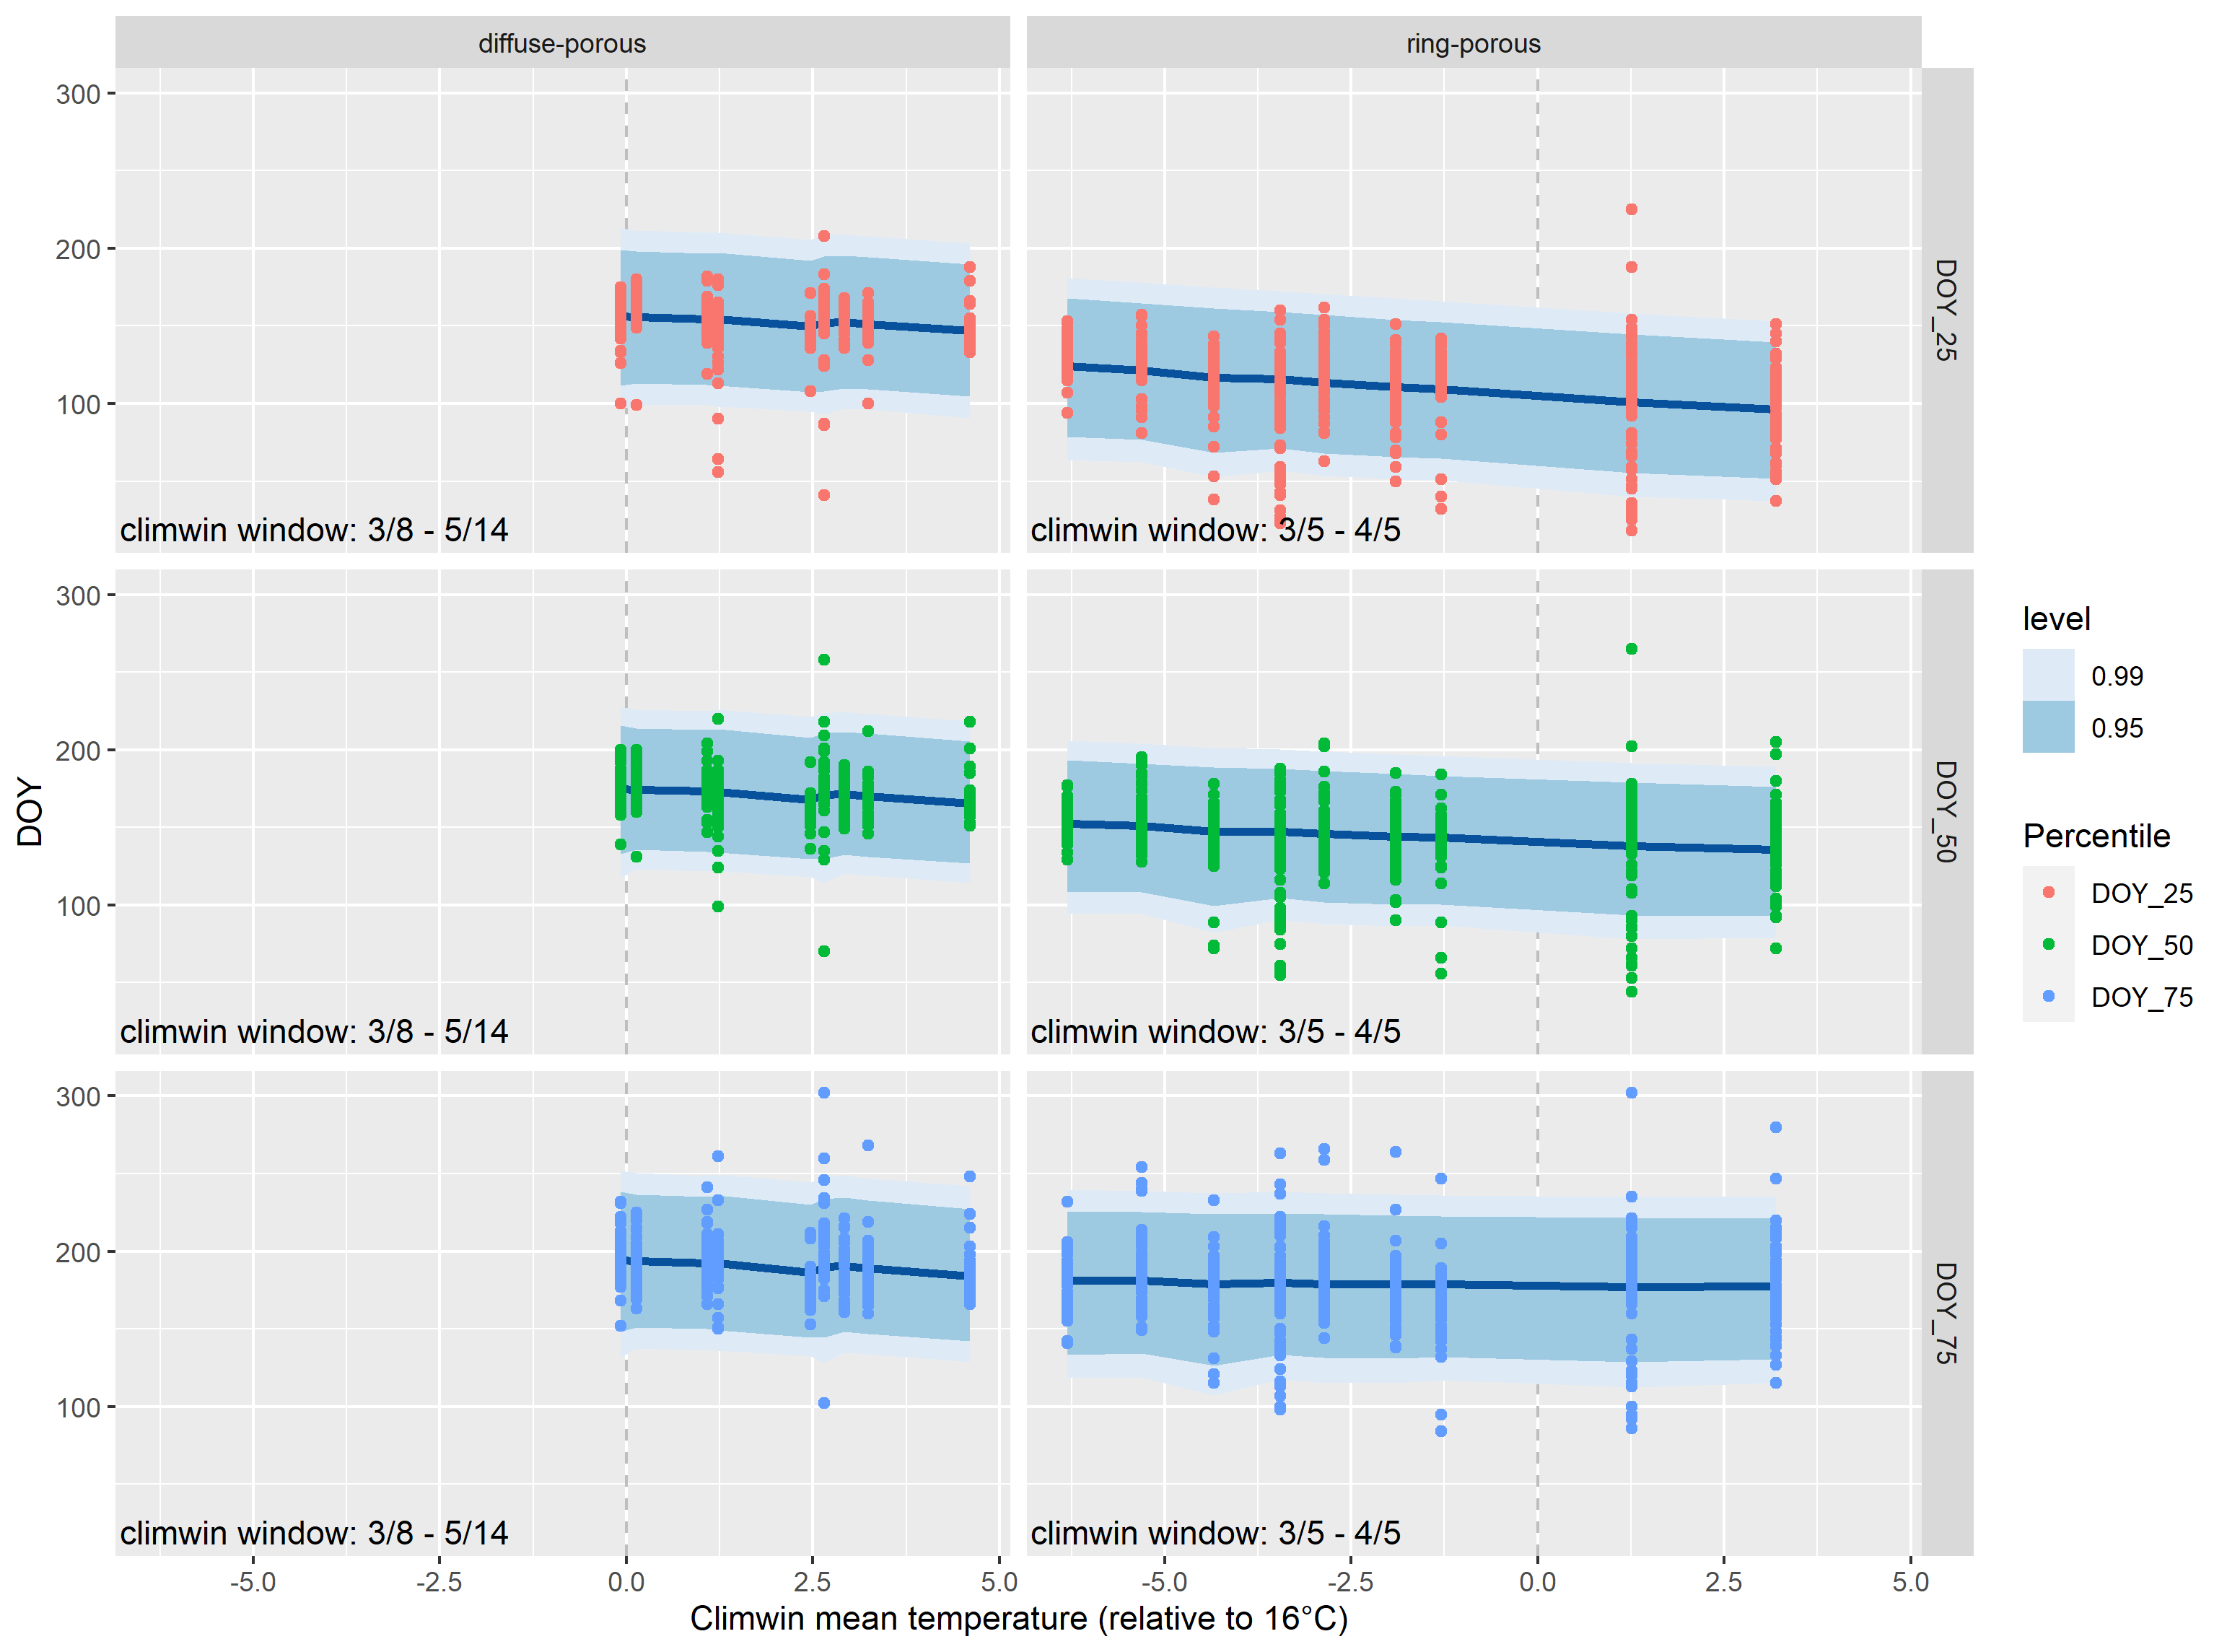 diffuse-porous
ring-porous
300
200
100
climwin window: 3/8 - 5/14
climwin window: 3/5 - 4/5
DOY_25
300
200
100
climwin window: 3/8 - 5/14
climwin window: 3/5 - 4/5
DOY_50
300
200
100
climwin window: 3/8 - 5/14
climwin window: 3/5 - 4/5
DOY_75
DOY
-5.0
-2.5
0.0
2.5
5.0
-5.0
-2.5
0.0
2.5
5.0
Climwin mean temperature (relative to 16°C)
level
0.99
0.95
Percentile
DOY_25
DOY_50
DOY_75